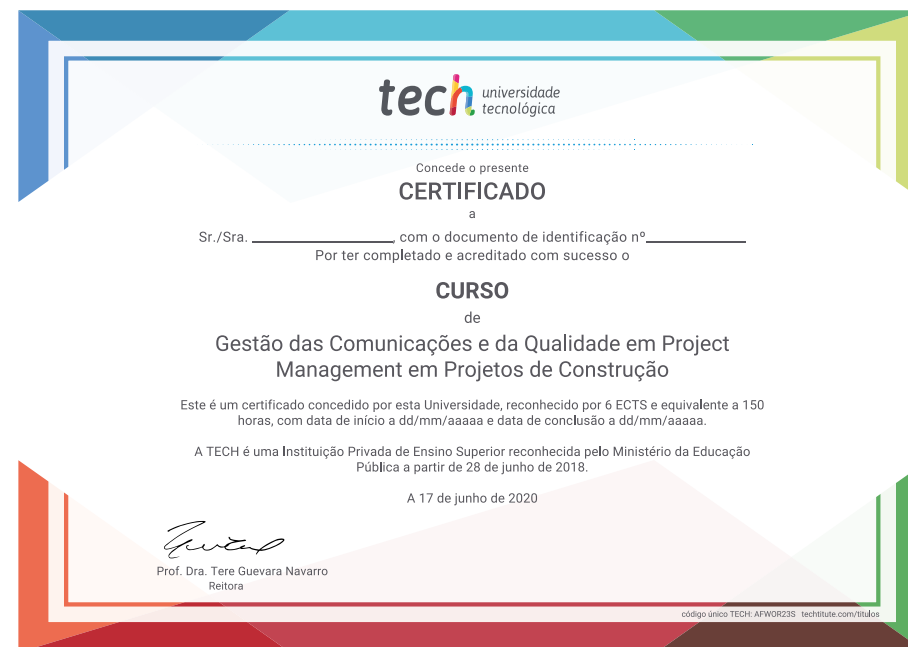 tech universidade
tecnológica
Concede o presente
CERTIFICADO
a
Sr./Sra. ____________________, com o documento de identificação nº______________
Por ter completado e acreditado com sucesso o
CURSO
de
Gestão das Comunicações e da Qualidade em Project
Management em Projetos de Construção
Este é um certificado concedido por esta Universidade, reconhecido por 6 ECTS e equivalente a 150
horas, com data de início a dd/mm/aaaaa e data de conclusão a dd/mm/aaaaa.
A TECH é uma Instituição Privada de Ensino Superior reconhecida pelo Ministério da Educação
Pública a partir de 28 de junho de 2018.
A 17 de junho de 2020
Prof. Dra. Tere Guevara Navarro
Reitora
código único TECH: AFWOR23S techtitute.com/titulos